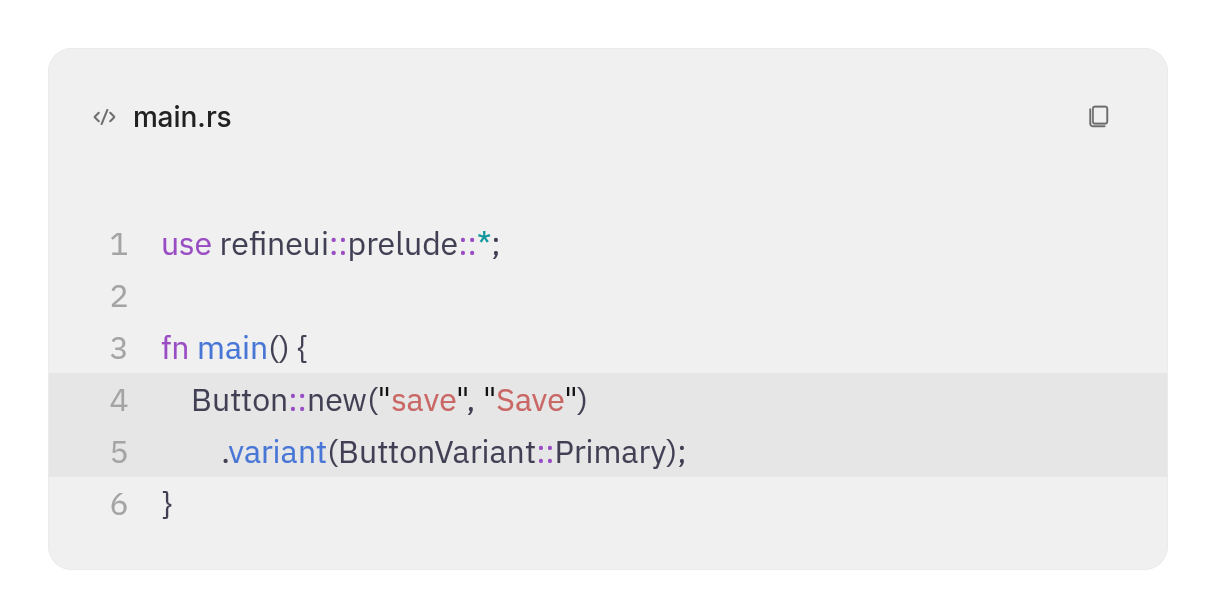 main.rs
1 use refineui::prelude::*;
2
3 fn main() {
4     Button::new("save", "Save")
5         .variant(ButtonVariant::Primary);
6 }